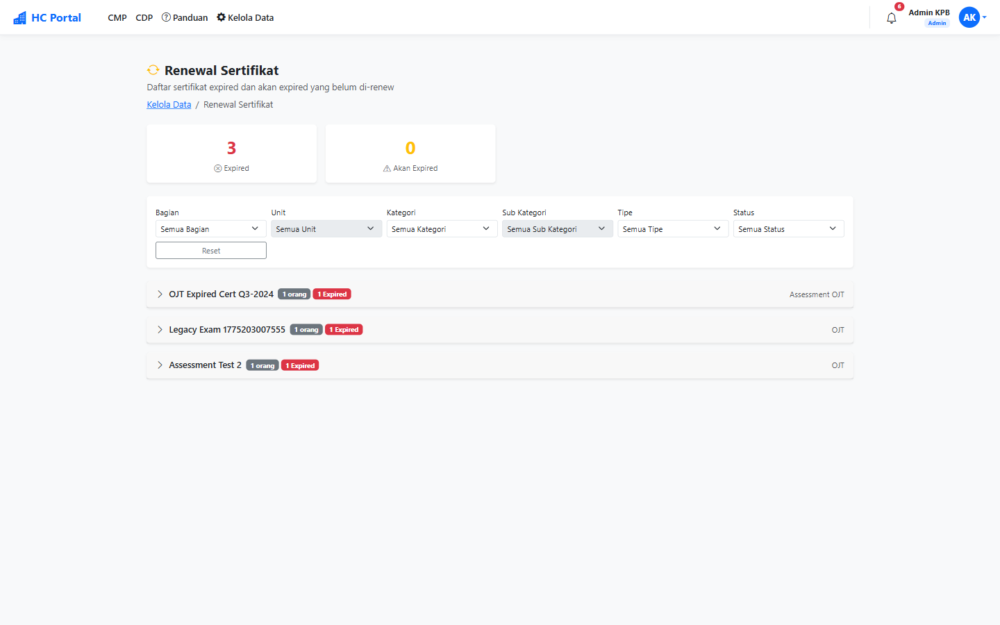 HC Portal CMP CDP Panduan Kelola Data 6 Admin KPB Admin AK
Renewal Sertifikat
Daftar sertifikat expired dan akan expired yang belum di-renew
Kelola Data / Renewal Sertifikat
3 0
Expired Akan Expired
Bagian Unit Kategori Sub Kategori Tipe Status
Semua Bagian Semua Unit Semua Kategori Semua Sub Kategori Semua Tipe Semua Status
Reset
OJT Expired Cert Q3-2024 1 orang 1 Expired Assessment OJT
Legacy Exam 1775203007555 1 orang 1 Expired OJT
Assessment Test 2 1 orang 1 Expired OJT